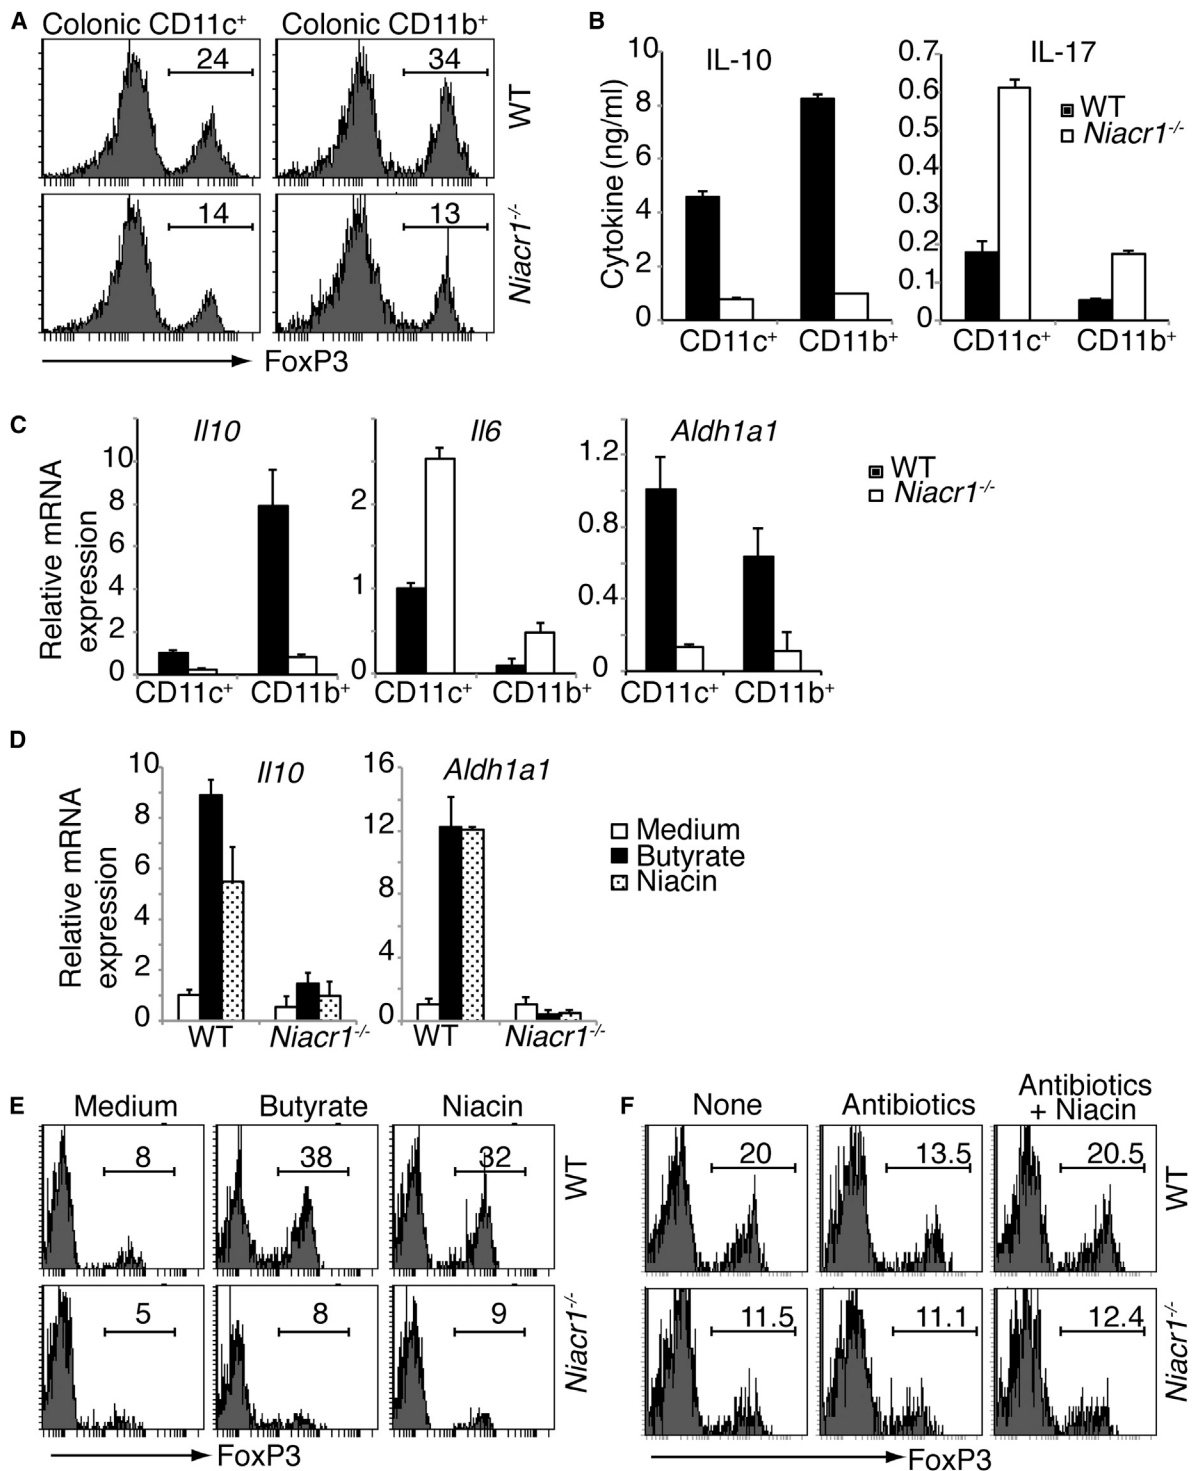 A
Colonic CD11c+
Colonic CD11b+
24
34
WT
14
13
Niacr1-/-
FoxP3
B
IL-10
IL-17
Cytokine (ng/ml)
10
8
6
4
2
0
0.7
0.6
0.5
0.4
0.3
0.2
0.1
0
WT
Niacr1-/-
CD11c+
CD11b+
CD11c+
CD11b+
C
Il10
Il6
Aldh1a1
Relative mRNA
expression
10
8
6
4
2
0
2
1
0
1.2
0.8
0.4
0
WT
Niacr1-/-
CD11c+
CD11b+
CD11c+
CD11b+
CD11c+
CD11b+
D
Il10
Aldh1a1
Relative mRNA
expression
10
8
6
4
2
0
16
12
8
4
0
Medium
Butyrate
Niacin
WT
Niacr1-/-
WT
Niacr1-/-
E
Medium
Butyrate
Niacin
8
38
32
WT
5
8
9
Niacr1-/-
FoxP3
F
None
Antibiotics
Antibiotics
+ Niacin
20
13.5
20.5
WT
11.5
11.1
12.4
Niacr1-/-
FoxP3